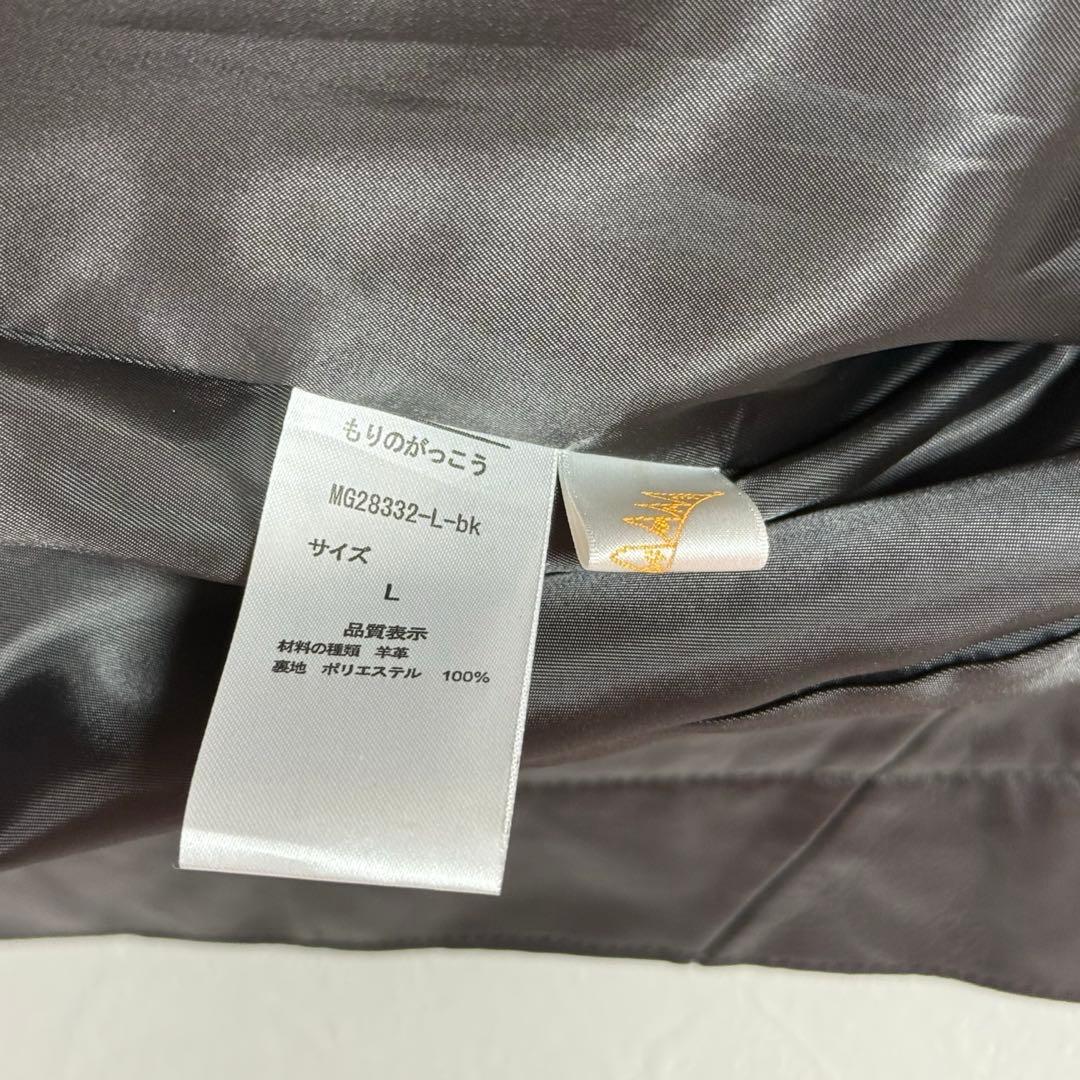 もりのがっこう
MG28332-L-bk
サイズ
L
品質表示
材料の種類 羊革
裏地 ポリエステル 100%